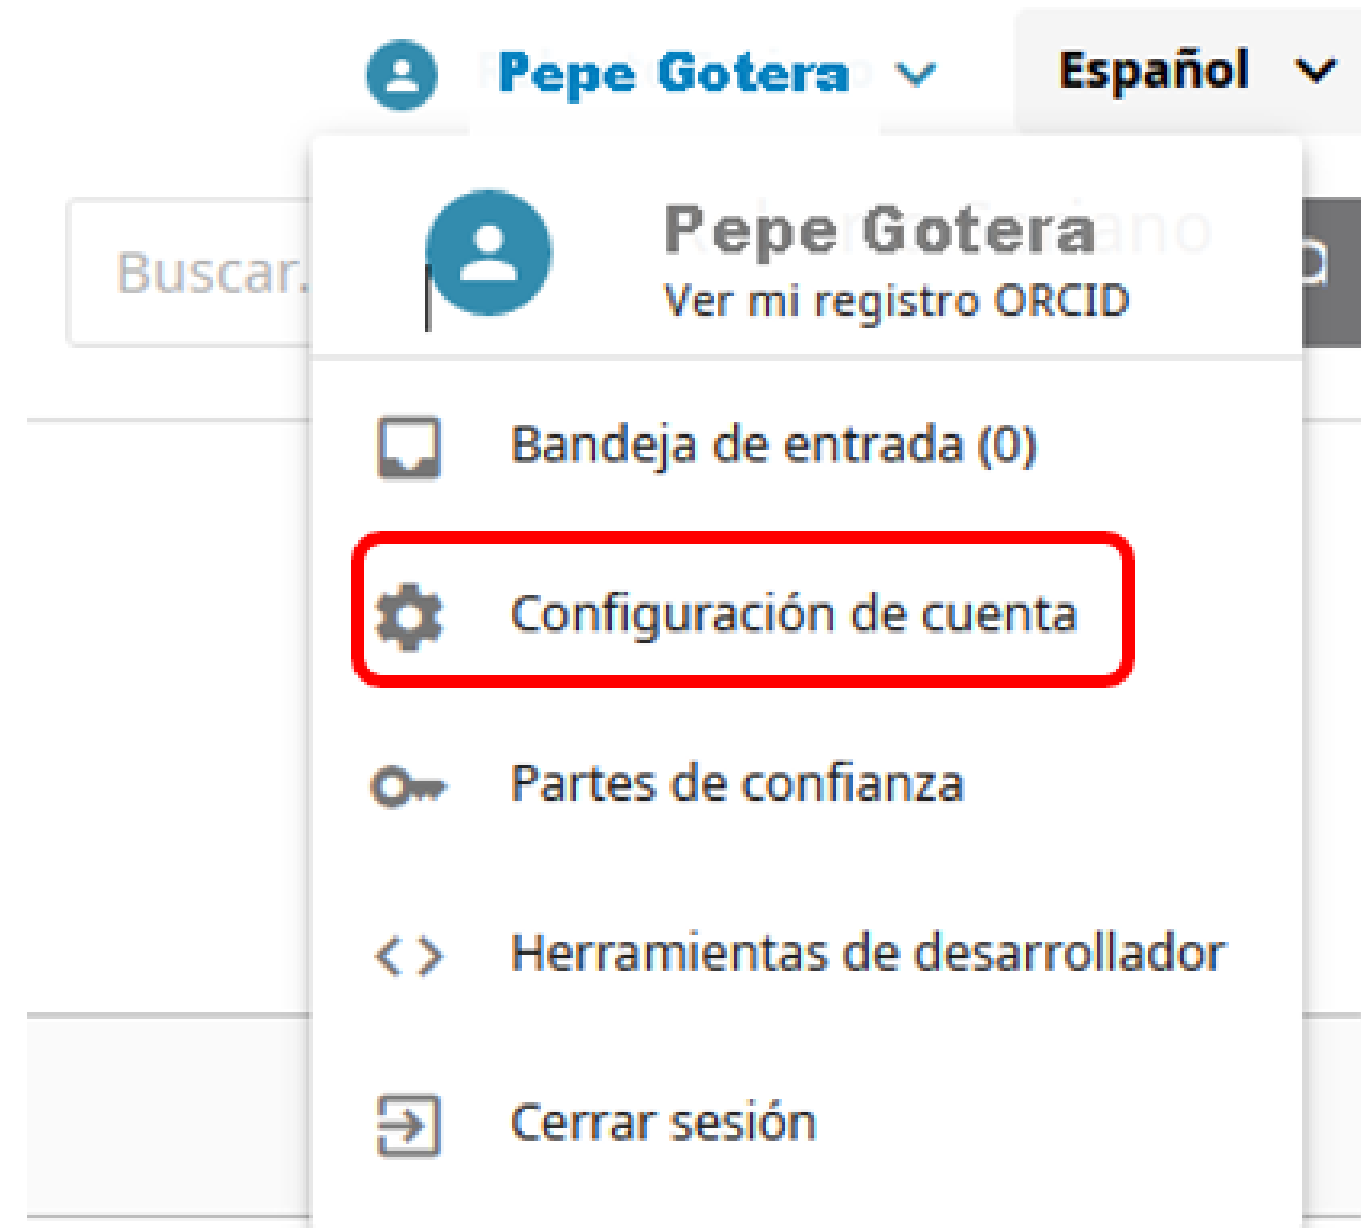 Pepe Gotera
Español
Buscar.
Pepe Gotera
Ver mi registro ORCID
Bandeja de entrada (0)
Configuración de cuenta
Partes de confianza
Herramientas de desarrollador
Cerrar sesión